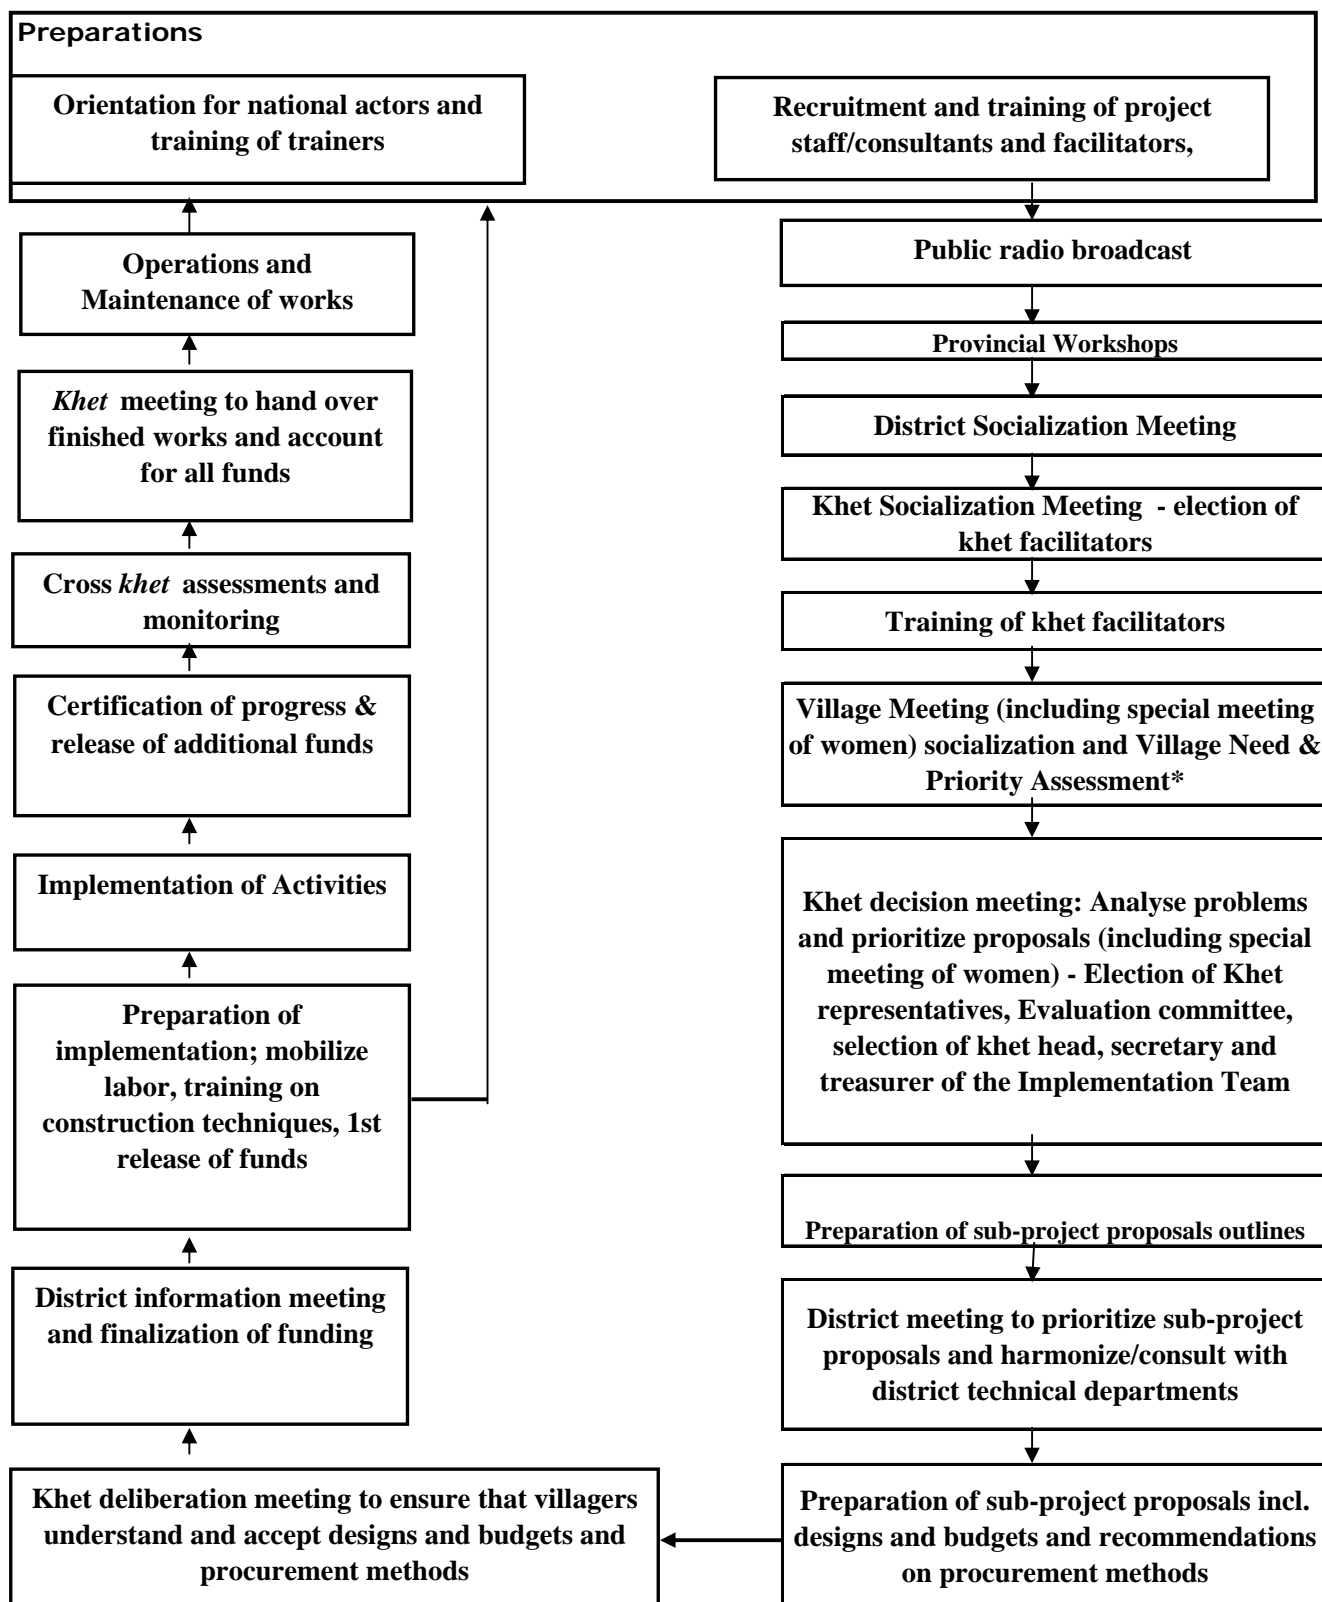 Preparations
Orientation for national actors and
training of trainers
Recruitment and training of project
staff/consultants and facilitators,
Public radio broadcast
Provincial Workshops
District Socialization Meeting
Khet Socialization Meeting - election of
khet facilitators
Training of khet facilitators
Village Meeting (including special meeting
of women) socialization and Village Need &
Priority Assessment*
Khet decision meeting: Analyse problems
and prioritize proposals (including special
meeting of women) - Election of Khet
representatives, Evaluation committee,
selection of khet head, secretary and
treasurer of the Implementation Team
Preparation of sub-project proposals outlines
District meeting to prioritize sub-project
proposals and harmonize/consult with
district technical departments
Preparation of sub-project proposals incl.
designs and budgets and recommendations
on procurement methods
Khet deliberation meeting to ensure that villagers
understand and accept designs and budgets and
procurement methods
District information meeting
and finalization of funding
Preparation of
implementation; mobilize
labor, training on
construction techniques, 1st
release of funds
Implementation of Activities
Certification of progress &
release of additional funds
Cross khet assessments and
monitoring
Khet meeting to hand over
finished works and account
for all funds
Operations and
Maintenance of works